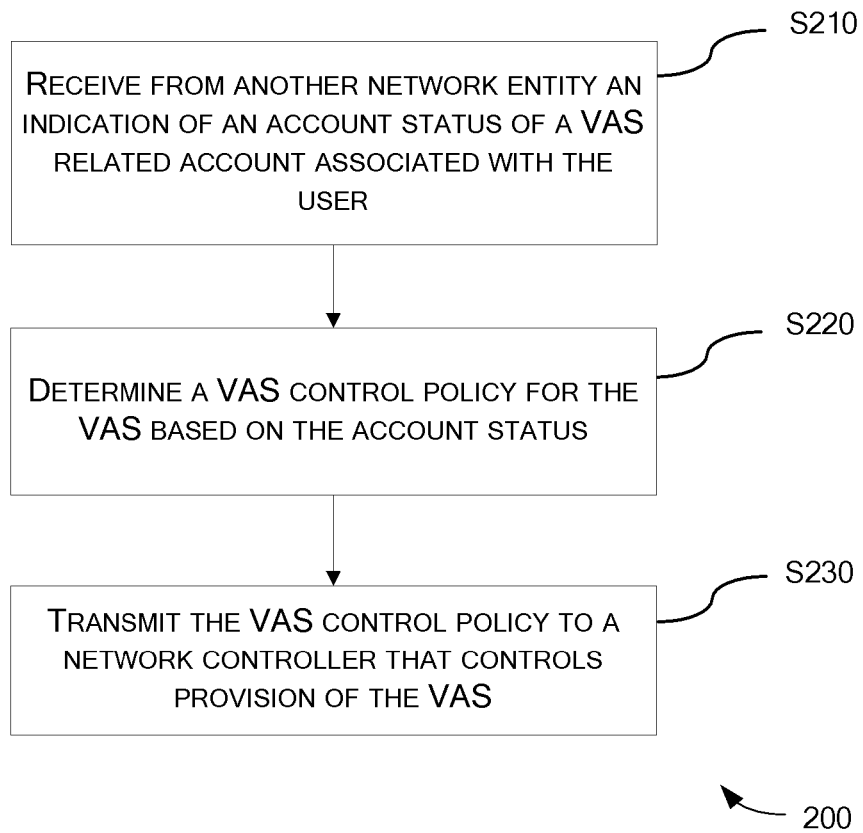 S210
RECEIVE FROM ANOTHER NETWORK ENTITY AN
INDICATION OF AN ACCOUNT STATUS OF A VAS
RELATED ACCOUNT ASSOCIATED WITH THE
USER
S220
DETERMINE A VAS CONTROL POLICY FOR THE
VAS BASED ON THE ACCOUNT STATUS
S230
TRANSMIT THE VAS CONTROL POLICY TO A
NETWORK CONTROLLER THAT CONTROLS
PROVISION OF THE VAS
200